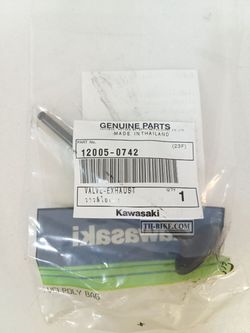 GENUINE PARTS
MADE IN THAILAND
PART No.
(23F)
12005-0742
VALVE-EXHAUST
QTY
1
Kawasaki
TH-BIKE.COM
Kawasaki
POLY BAG